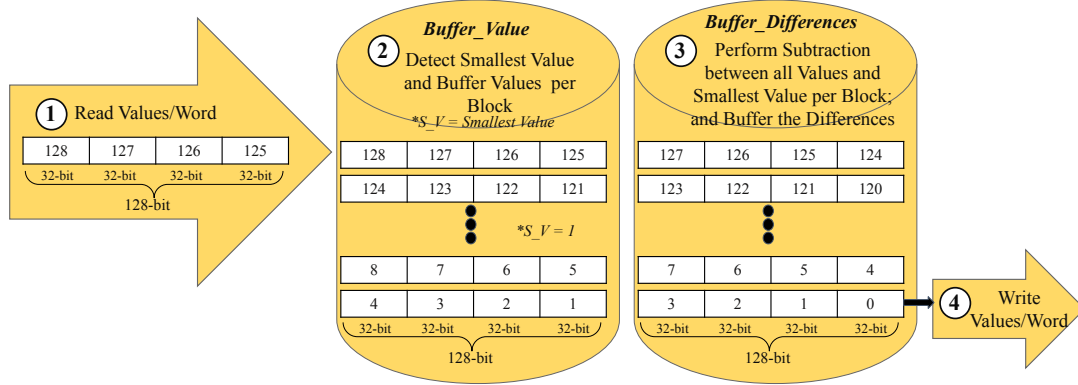 1 Read Values/Word
128 127 126 125
32-bit 32-bit 32-bit 32-bit
128-bit
Buffer_Value
2 Detect Smallest Value
and Buffer Values per
Block
*S_V = Smallest Value
128 127 126 125
124 123 122 121
*S_V = 1
8 7 6 5
4 3 2 1
32-bit 32-bit 32-bit 32-bit
128-bit
Buffer_Differences
3 Perform Subtraction
between all Values and
Smallest Value per Block;
and Buffer the Differences
127 126 125 124
123 122 121 120
7 6 5 4
3 2 1 0
32-bit 32-bit 32-bit 32-bit
128-bit
4 Write
Values/Word